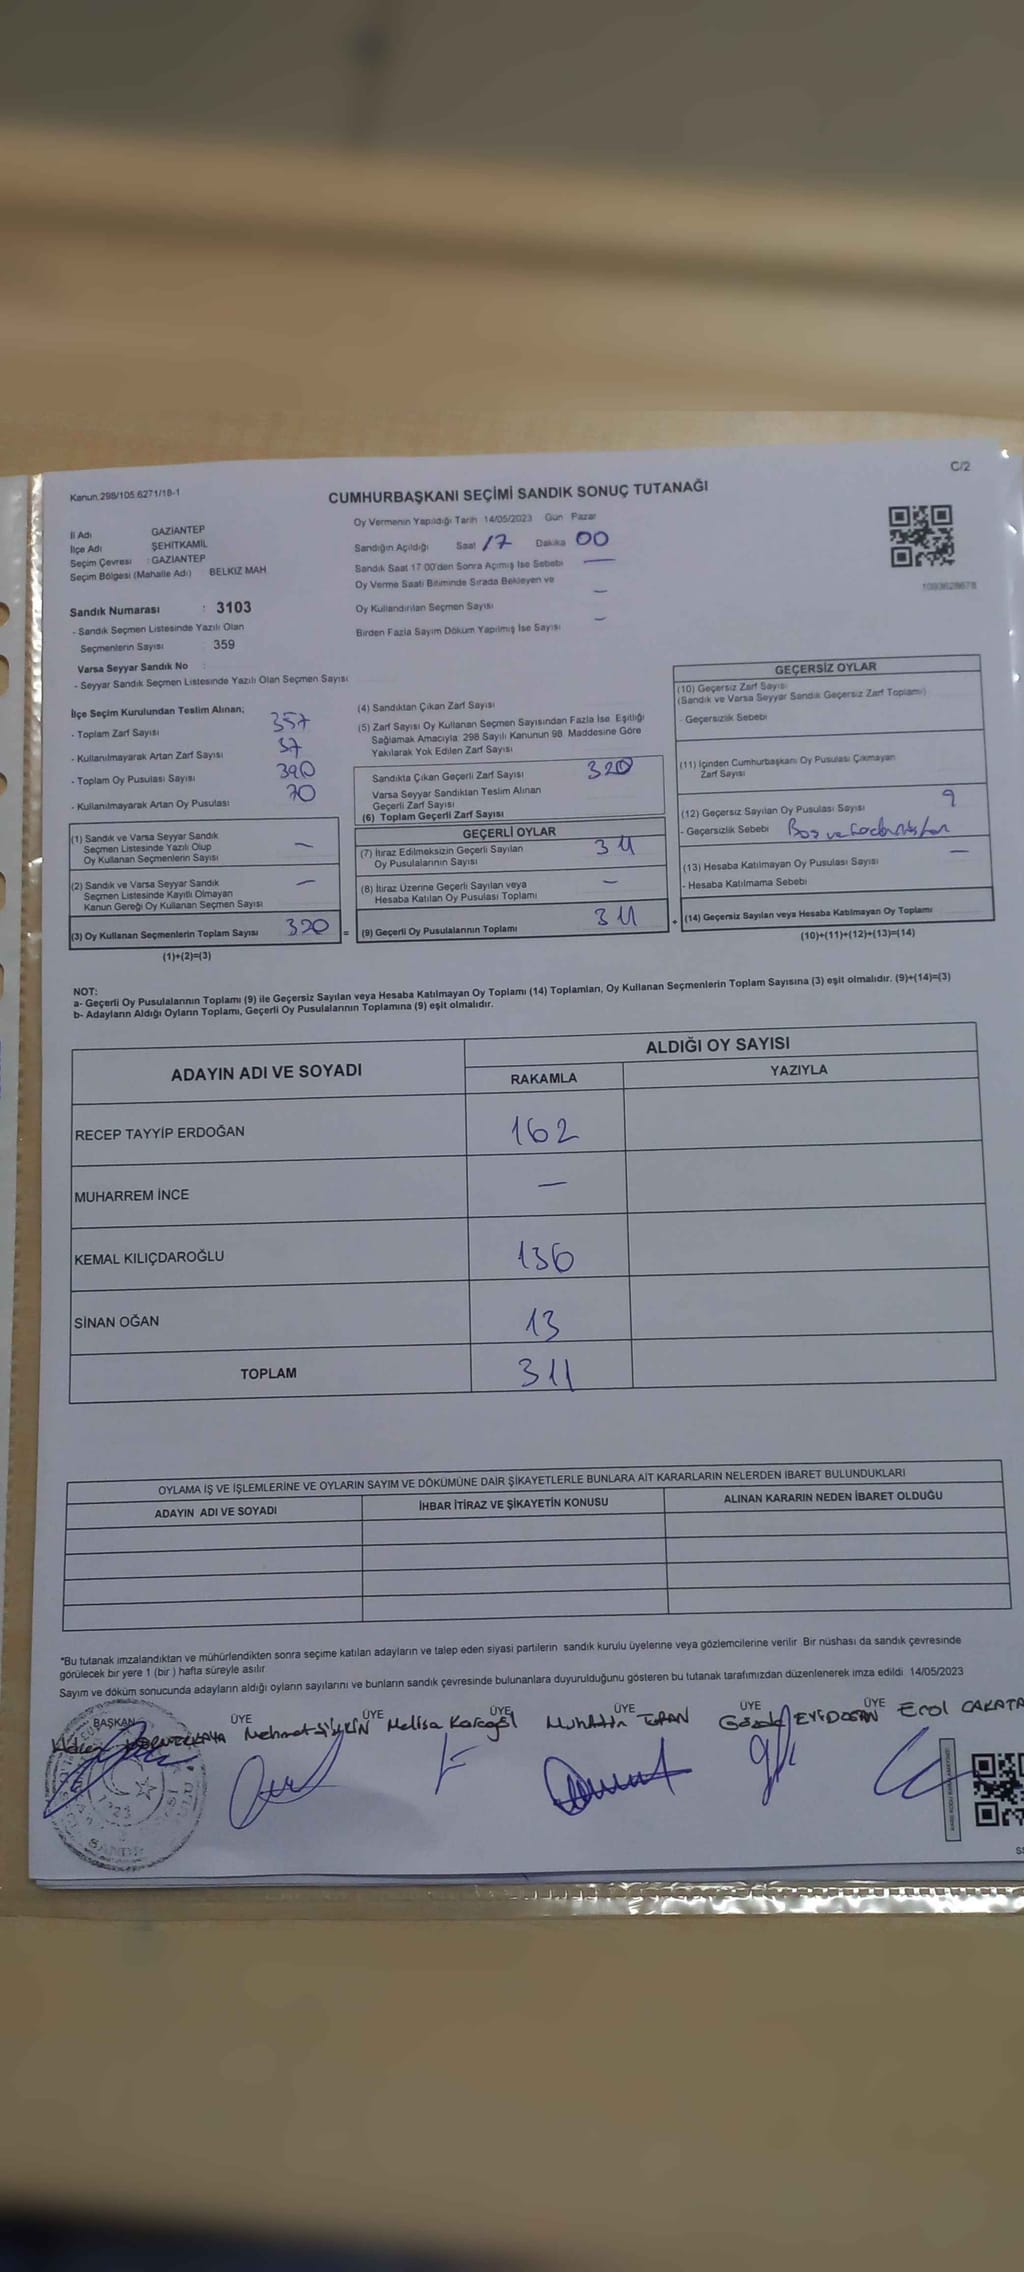 C/2
Kanun.298/105.6271/18-1
CUMHURBAŞKANI SEÇİMİ SANDIK SONUÇ TUTANAĞI
İl Adı GAZİANTEP
İlçe Adı ŞEHİTKAMİL
Seçim Çevresi : GAZİANTEP
Seçim Bölgesi (Mahalle Adı) : BELKIZ MAH
Sandık Numarası : 3103
- Sandık Seçmen Listesinde Yazılı Olan
Seçmenlerin Sayısı 359
Varsa Seyyar Sandık No :
- Seyyar Sandık Seçmen Listesinde Yazılı Olan Seçmen Sayısı
Oy Vermenin Yapıldığı Tarih 14/05/2023 Gün Pazar
Sandığın Açıldığı Saat 17 Dakika 00
Sandık Saat 17:00'den Sonra Açımış İse Sebebi —
Oy Verme Saati Bitiminde Sırada Bekleyen ve
Oy Kullandırılan Seçmen Sayısı —
Birden Fazla Sayım Döküm Yapılmış İse Sayısı —
1093628678
İlçe Seçim Kurulundan Teslim Alınan;
- Toplam Zarf Sayısı 357
- Kullanılmayarak Artan Zarf Sayısı 37
- Toplam Oy Pusulası Sayısı 390
- Kullanılmayarak Artan Oy Pusulası 70
(1) Sandık ve Varsa Seyyar Sandık
Seçmen Listesinde Yazılı Olup
Oy Kullanan Seçmenlerin Sayısı —
(2) Sandık ve Varsa Seyyar Sandık
Seçmen Listesinde Kayıtlı Olmayan
Kanun Gereği Oy Kullanan Seçmen Sayısı —
(3) Oy Kullanan Seçmenlerin Toplam Sayısı 320 =
(1)+(2)=(3)
(4) Sandıktan Çıkan Zarf Sayısı
(5) Zarf Sayısı Oy Kullanan Seçmen Sayısından Fazla İse, Eşitliği
Sağlamak Amacıyla; 298 Sayılı Kanunun 98. Maddesine Göre
Yakılarak Yok Edilen Zarf Sayısı
Sandıkta Çıkan Geçerli Zarf Sayısı 320
Varsa Seyyar Sandıktan Teslim Alınan
Geçerli Zarf Sayısı
(6) Toplam Geçerli Zarf Sayısı
GEÇERLİ OYLAR
(7) İtiraz Edilmeksizin Geçerli Sayılan
Oy Pusulalarının Sayısı 311
(8) İtiraz Üzerine Geçerli Sayılan veya
Hesaba Katılan Oy Pusulası Toplamı —
(9) Geçerli Oy Pusulalarının Toplamı 311 +
GEÇERSİZ OYLAR
(10) Geçersiz Zarf Sayısı
(Sandık ve Varsa Seyyar Sandık Geçersiz Zarf Toplamı)
- Geçersizlik Sebebi
(11) İçinden Cumhurbaşkanı Oy Pusulası Çıkmayan
Zarf Sayısı
(12) Geçersiz Sayılan Oy Pusulası Sayısı 9
- Geçersizlik Sebebi Boş ve
(13) Hesaba Katılmayan Oy Pusulası Sayısı —
- Hesaba Katılmama Sebebi
(14) Geçersiz Sayılan veya Hesaba Katılmayan Oy Toplamı
(10)+(11)+(12)+(13)=(14)
NOT:
a- Geçerli Oy Pusulalarının Toplamı (9) ile Geçersiz Sayılan veya Hesaba Katılmayan Oy Toplamı (14) Toplamları, Oy Kullanan Seçmenlerin Toplam Sayısına (3) eşit olmalıdır. (9)+(14)=(3)
b- Adayların Aldığı Oyların Toplamı, Geçerli Oy Pusulalarının Toplamına (9) eşit olmalıdır.
ADAYIN ADI VE SOYADI
ALDIĞI OY SAYISI
RAKAMLA YAZIYLA
RECEP TAYYİP ERDOĞAN 162
MUHARREM İNCE —
KEMAL KILIÇDAROĞLU 136
SİNAN OĞAN 13
TOPLAM 311
OYLAMA İŞ VE İŞLEMLERİNE VE OYLARIN SAYIM VE DÖKÜMÜNE DAİR ŞİKAYETLERLE BUNLARA AİT KARARLARIN NELERDEN İBARET BULUNDUKLARI
ADAYIN ADI VE SOYADI İHBAR İTİRAZ VE ŞİKAYETİN KONUSU ALINAN KARARIN NEDEN İBARET OLDUĞU
*Bu tutanak imzalandıktan ve mühürlendikten sonra seçime katılan adayların ve talep eden siyasi partilerin sandık kurulu üyelerine veya gözlemcilerine verilir. Bir nüshası da sandık çevresinde
görülecek bir yere 1 (bir ) hafta süreyle asılır.
Sayım ve döküm sonucunda adayların aldığı oyların sayılarını ve bunların sandık çevresinde bulunanlara duyurulduğunu gösteren bu tutanak tarafımızdan düzenlenerek imza edildi 14/05/2023
BAŞKAN ÜYE ÜYE ÜYE ÜYE ÜYE ÜYE
Mehmet Melisa TURAN Erol